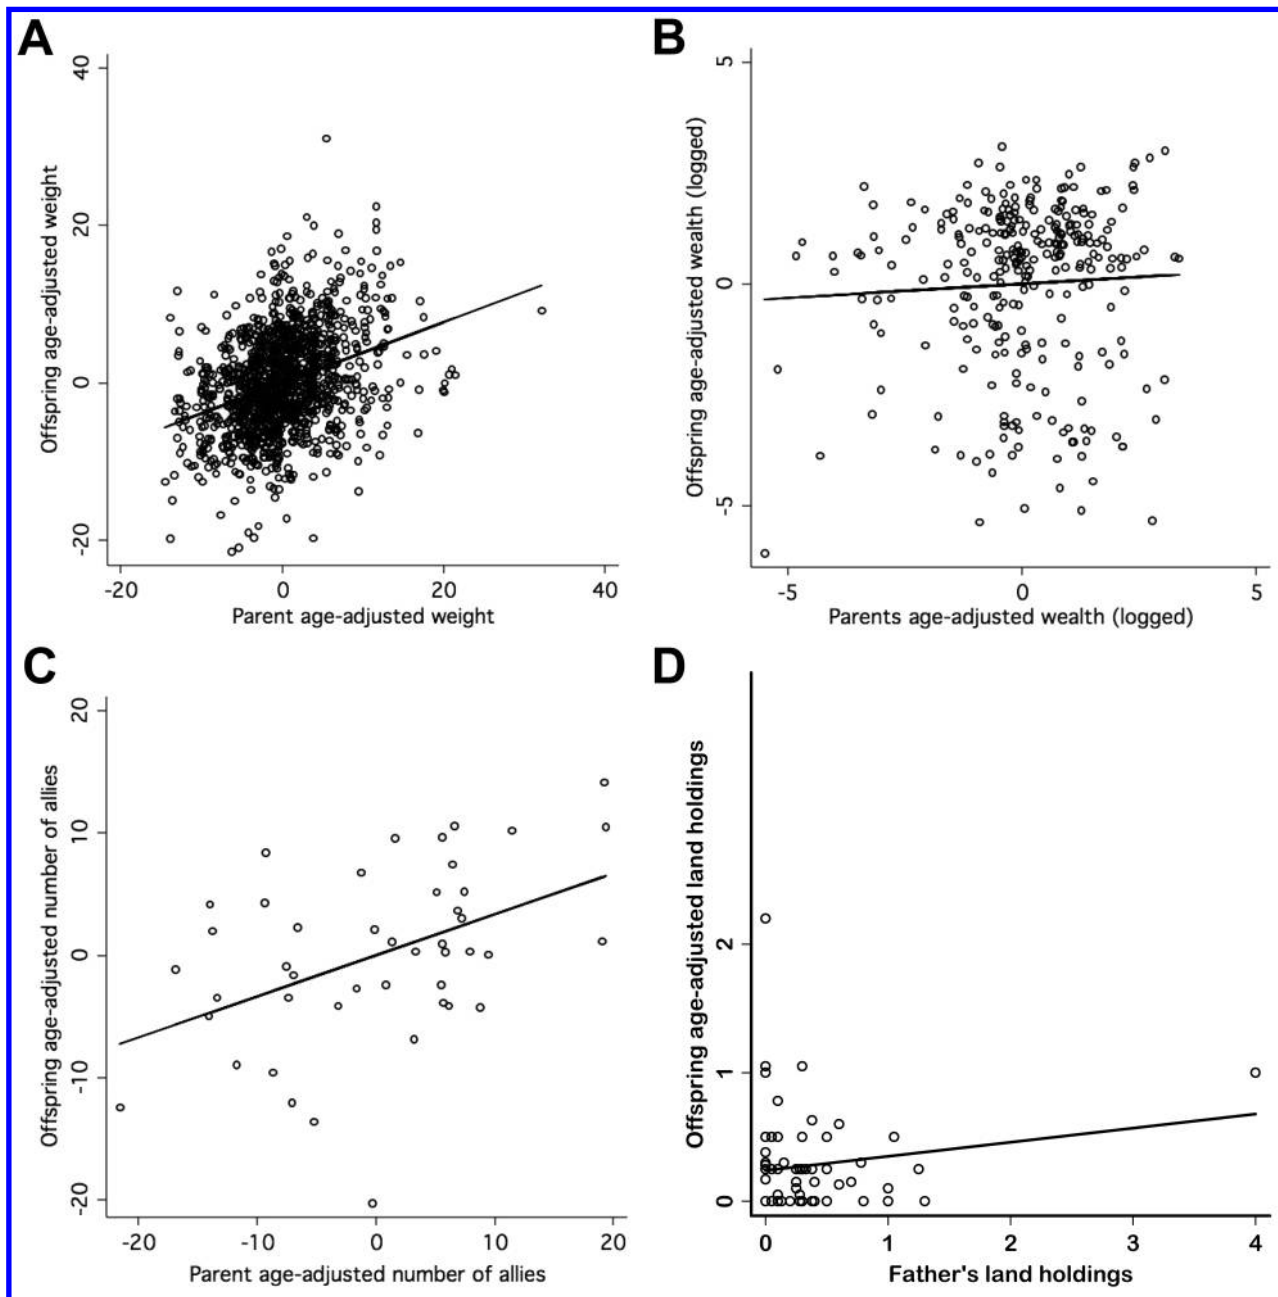 A
40
20
0
-20
Offspring age-adjusted weight
-20 0 20 40
Parent age-adjusted weight
B
5
0
-5
Offspring age-adjusted wealth (logged)
-5 0 5
Parents age-adjusted wealth (logged)
C
20
10
0
-10
-20
Offspring age-adjusted number of allies
-20 -10 0 10 20
Parent age-adjusted number of allies
D
2
1
0
Offspring age-adjusted land holdings
0 1 2 3 4
Father's land holdings